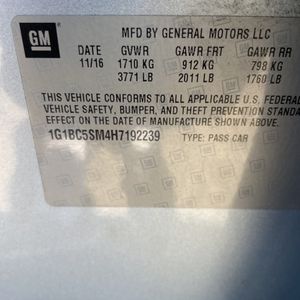 GM
MFD BY GENERAL MOTORS LLC
DATE GVWR GAWR FRT GAWR RR
11/16 1710 KG 912 KG 798 KG
3771 LB 2011 LB 1760 LB
THIS VEHICLE CONFORMS TO ALL APPLICABLE U.S. FEDERAL
VEHICLE SAFETY, BUMPER, AND THEFT PREVENTION STANDA
EFFECT ON THE DATE OF MANUFACTURE SHOWN ABOVE.
1G1BC5SM4H7192239 TYPE: PASS CAR